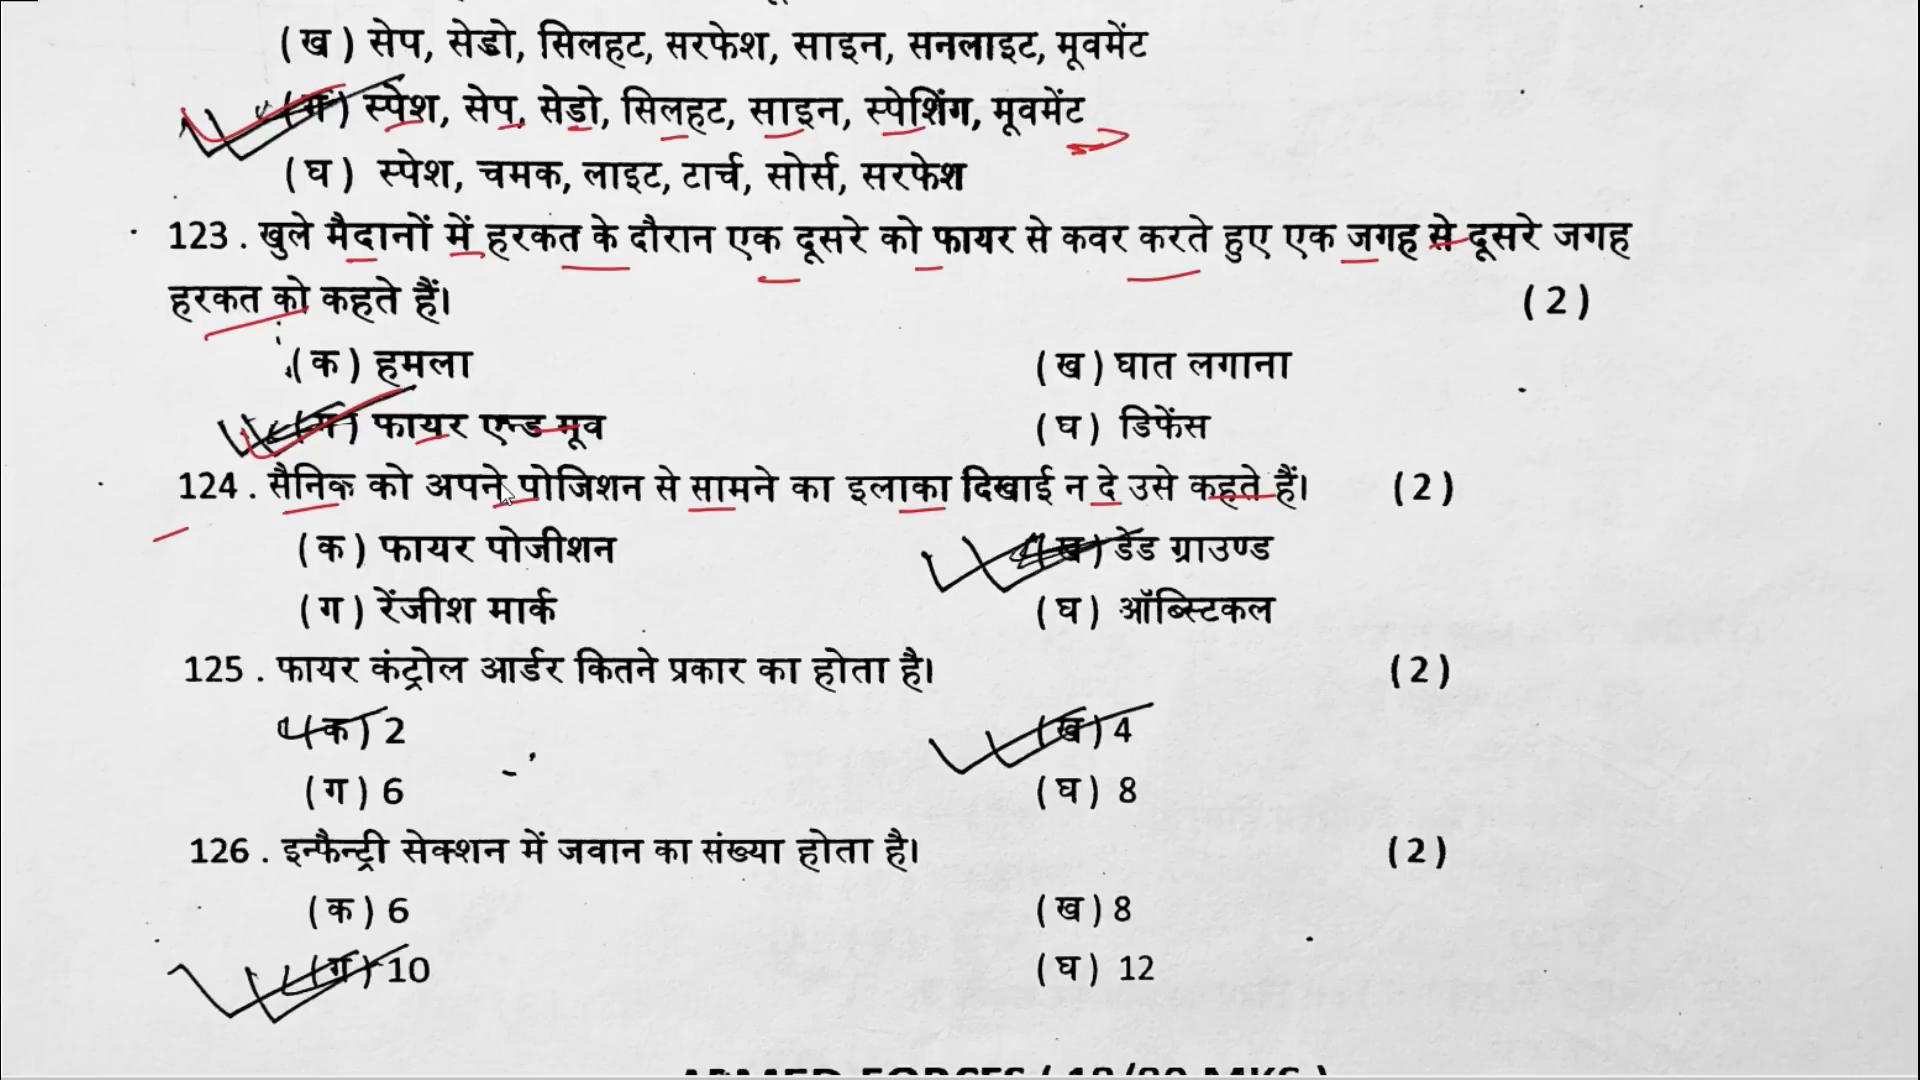 ( ख ) सेप, सेडो, सिलहट, सरफेश, साइन, सनलाइट, मूवमेंट
( ग ) स्पेश, सेप, सेडो, सिलहट, साइन, स्पेशिंग, मूवमेंट
( घ ) स्पेश, चमक, लाइट, टार्च, सोर्स, सरफेश
123 . खुले मैदानों में हरकत के दौरान एक दूसरे को फायर से कवर करते हुए एक जगह से दूसरे जगह
हरकत को कहते हैं। ( 2 )
( क ) हमला ( ख ) घात लगाना
( ग ) फायर एन्ड मूव ( घ ) डिफेंस
124 . सैनिक को अपने पोजिशन से सामने का इलाका दिखाई न दे उसे कहते हैं। ( 2 )
( क ) फायर पोजीशन ( ख ) डेड ग्राउण्ड
( ग ) रेंजीश मार्क ( घ ) ऑब्स्टिकल
125 . फायर कंट्रोल आर्डर कितने प्रकार का होता है। ( 2 )
( क ) 2 ( ख ) 4
( ग ) 6 ( घ ) 8
126 . इन्फैन्ट्री सेक्शन में जवान का संख्या होता है। ( 2 )
( क ) 6 ( ख ) 8
( ग ) 10 ( घ ) 12